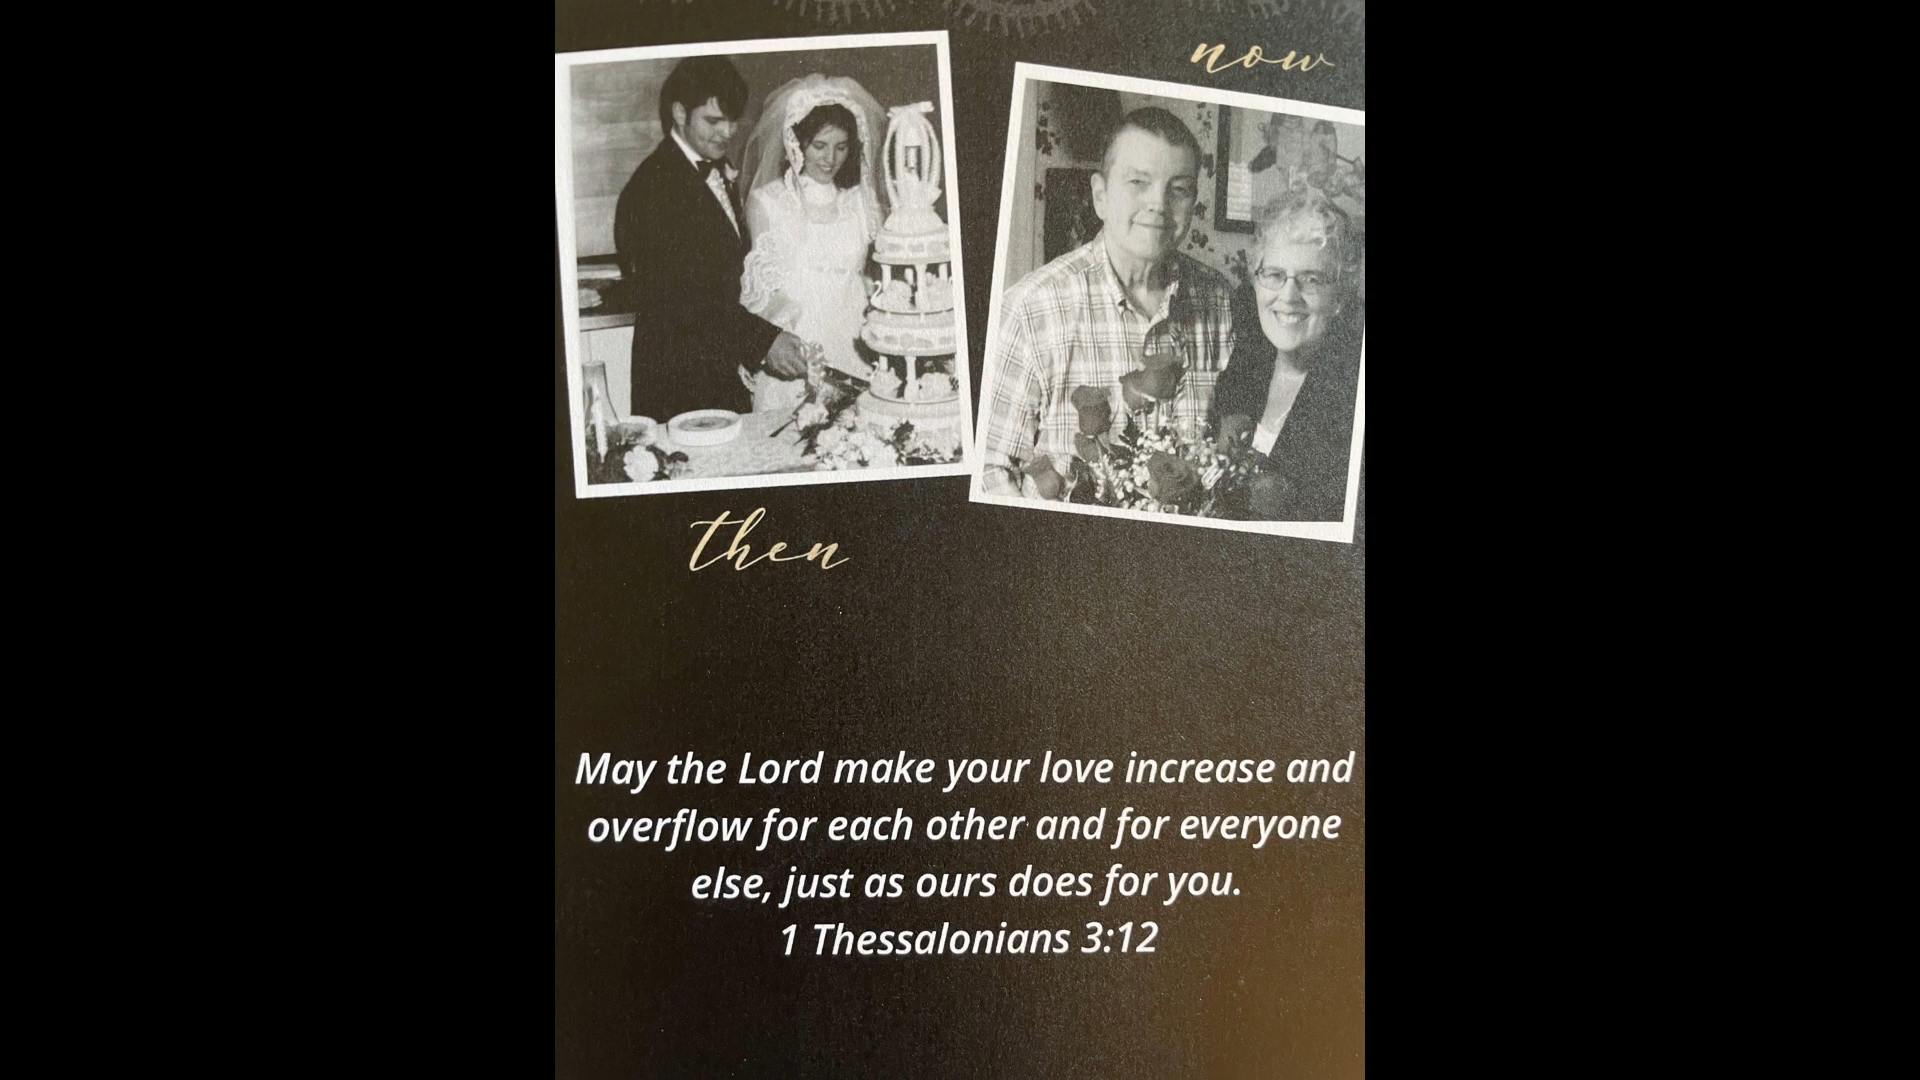 now
then
May the Lord make your love increase and
overflow for each other and for everyone
else, just as ours does for you.
1 Thessalonians 3:12